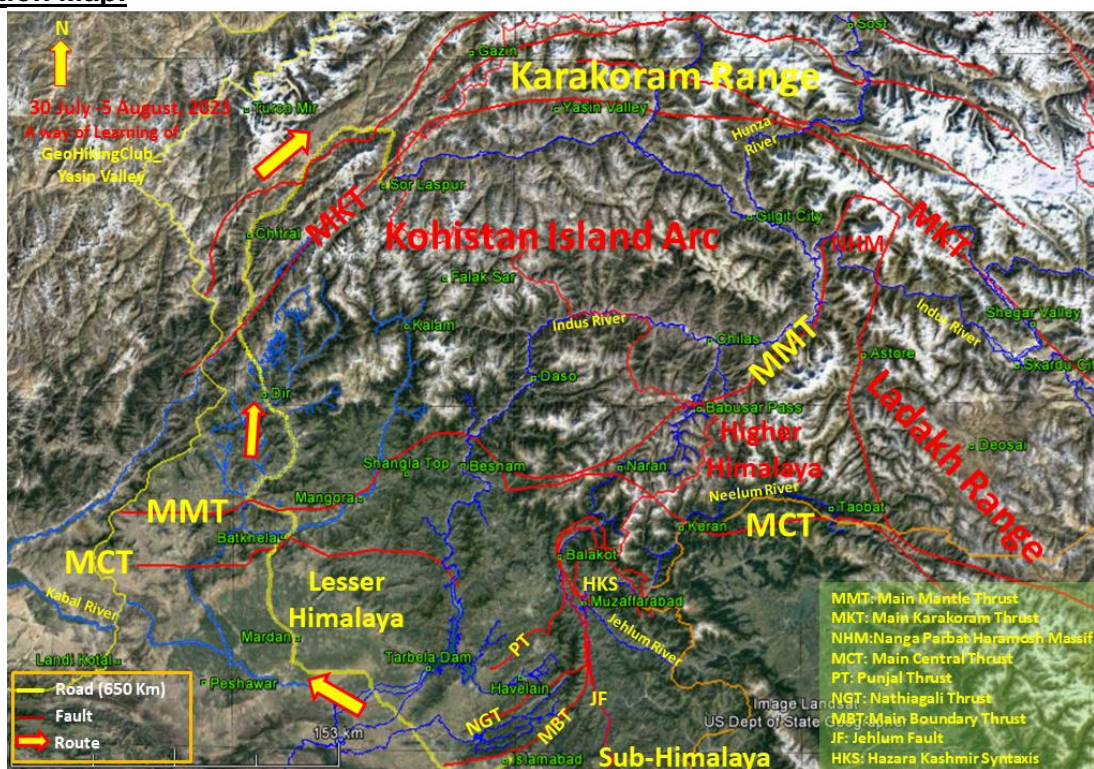 ion Map:
N
30 July -5 August, 2023
A way of Learning of
GeoHikingClub_
Yasin Valley
Turco Mir
Gazin
Sost
Karakoram Range
Yasin Valley
Hunza
River
Sor Laspur
MKT
Chitral
Kohistan Island Arc
Gilgit City
NHM
MKT
Falak Sar
Kalam
Indus River
Chilas
MMT
Indus
River
Shegar Valley
Skardu Ci
Astore
Daso
Dir
Babusar Pass
Higher
Himalaya
Ladakh Range
Deosai
Shangla Top
Besham
Naran
Neelum River
Mangora
MMT
Taobat
Keran
MCT
Batkhela
MCT
Balakot
Lesser
Himalaya
HKS
Muzaffarabad
Kabal River
Jehlum River
Mardan
PT
Landi Kotal
Tarbela Dam
Peshawar
Havelain
NGT
MBT
JF
Islamabad
Sub-Himalaya
153 km
Road (650 Km)
Fault
Route
Image Landsat
US Dept of State Geographer
MMT: Main Mantle Thrust
MKT: Main Karakoram Thrust
NHM:Nanga Parbat Haramosh Massif
MCT: Main Central Thrust
PT: Punjal Thrust
NGT: Nathiagali Thrust
MBT:Main Boundary Thrust
JF: Jehlum Fault
HKS: Hazara Kashmir Syntaxis